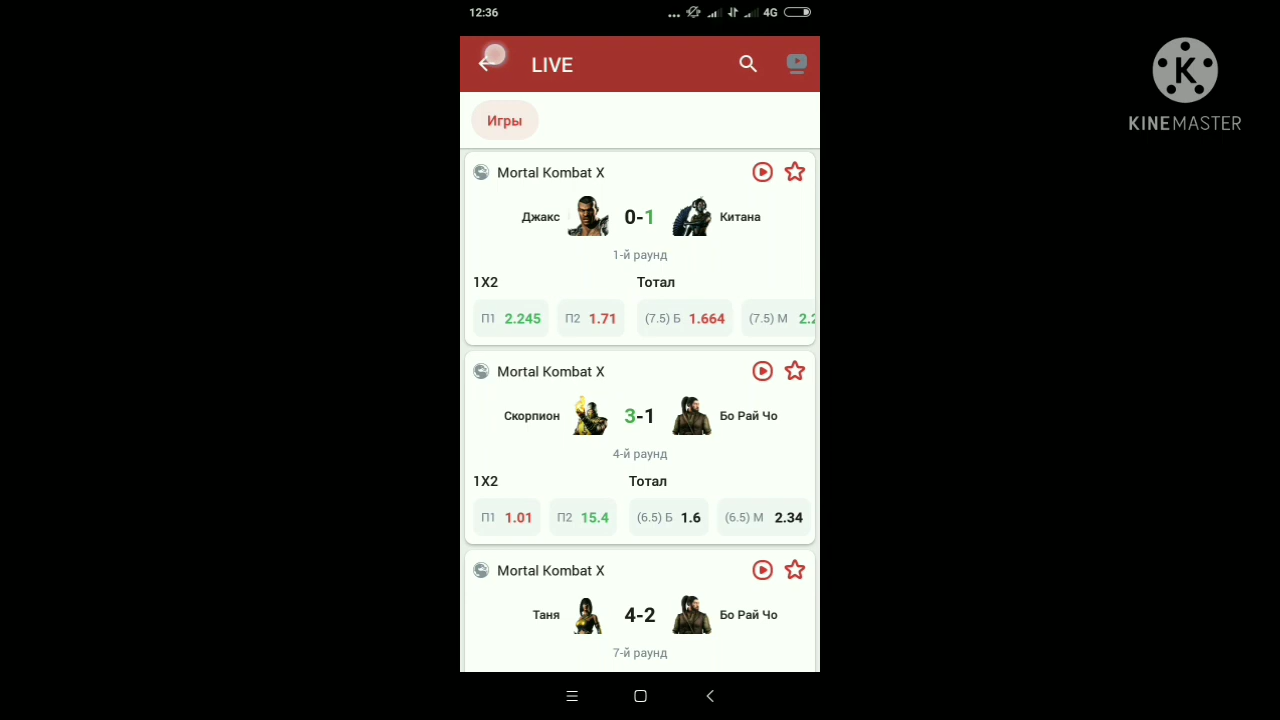 12:36
4G
LIVE
Игры
Mortal Kombat X
Джакс 0-1 Китана
1-й раунд
1X2 Тотал
П1 2.245 П2 1.71 (7.5) Б 1.664 (7.5) М 2.2
Mortal Kombat X
Скорпион 3-1 Бо Рай Чо
4-й раунд
1X2 Тотал
П1 1.01 П2 15.4 (6.5) Б 1.6 (6.5) М 2.34
Mortal Kombat X
Таня 4-2 Бо Рай Чо
7-й раунд
K
KINEMASTER